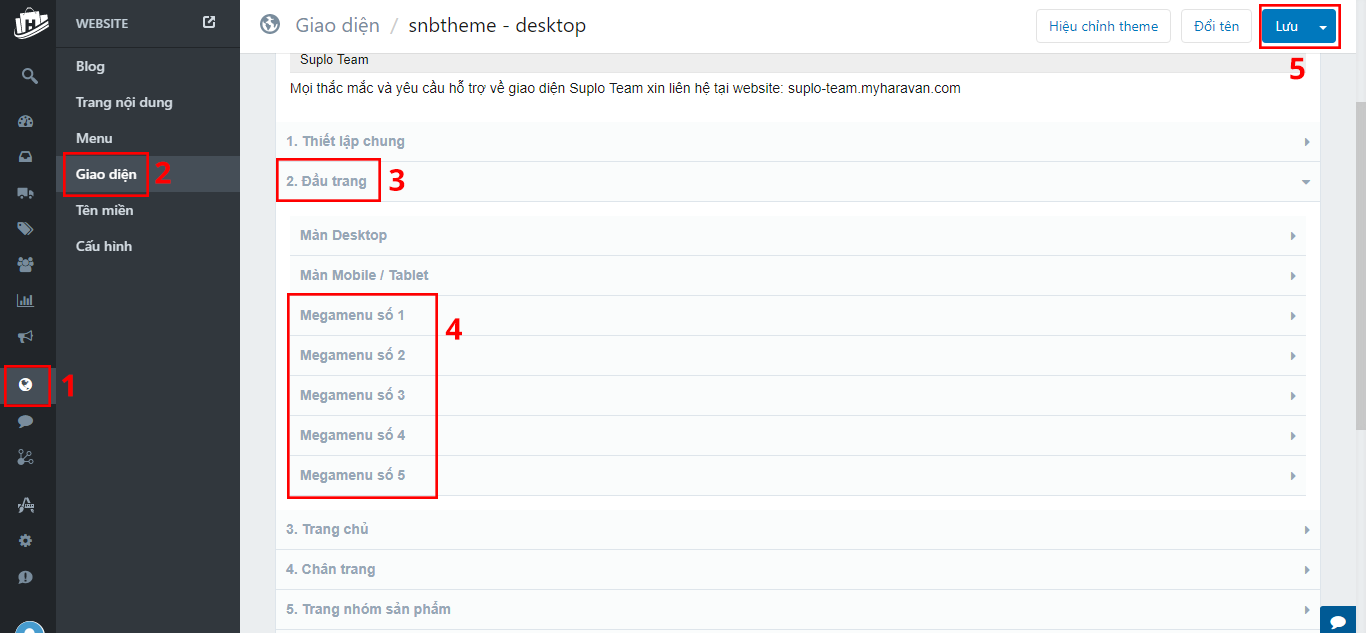 WEBSITE
Blog
Trang nội dung
Menu
Giao diện
2
Tên miền
Cấu hình
1
Giao diện / snbtheme - desktop
Hiệu chỉnh theme
Đổi tên
Lưu
5
Suplo Team
Mọi thắc mắc và yêu cầu hỗ trợ về giao diện Suplo Team xin liên hệ tại website: suplo-team.myharavan.com
1. Thiết lập chung
2. Đầu trang
3
Màn Desktop
Màn Mobile / Tablet
Megamenu số 1
4
Megamenu số 2
Megamenu số 3
Megamenu số 4
Megamenu số 5
3. Trang chủ
4. Chân trang
5. Trang nhóm sản phẩm